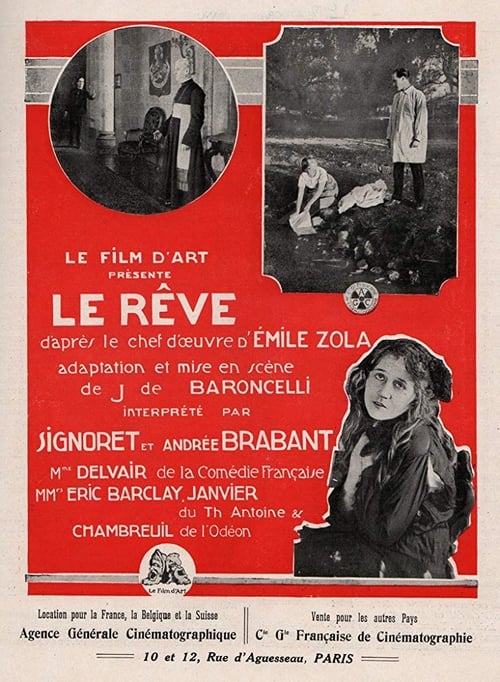 LE FILM D'ART
PRÉSENTE
LE RÊVE
d'après le chef d'œuvre D'ÉMILE ZOLA
adaptation et mise en scène
de J de BARONCELLI
INTERPRÉTÉ PAR
SIGNORET ET ANDRÉE BRABANT
Mme DELVAIR de la Comédie Française
MMrs ERIC BARCLAY, JANVIER
du Th Antoine &
CHAMBREUIL de l'Odéon
Le Film d'Art
Location pour la France, la Belgique et la Suisse
Agence Générale Cinématographique
Vente pour les autres Pays
Cie Gle Française de Cinématographie
10 et 12, Rue d'Aguesseau, PARIS